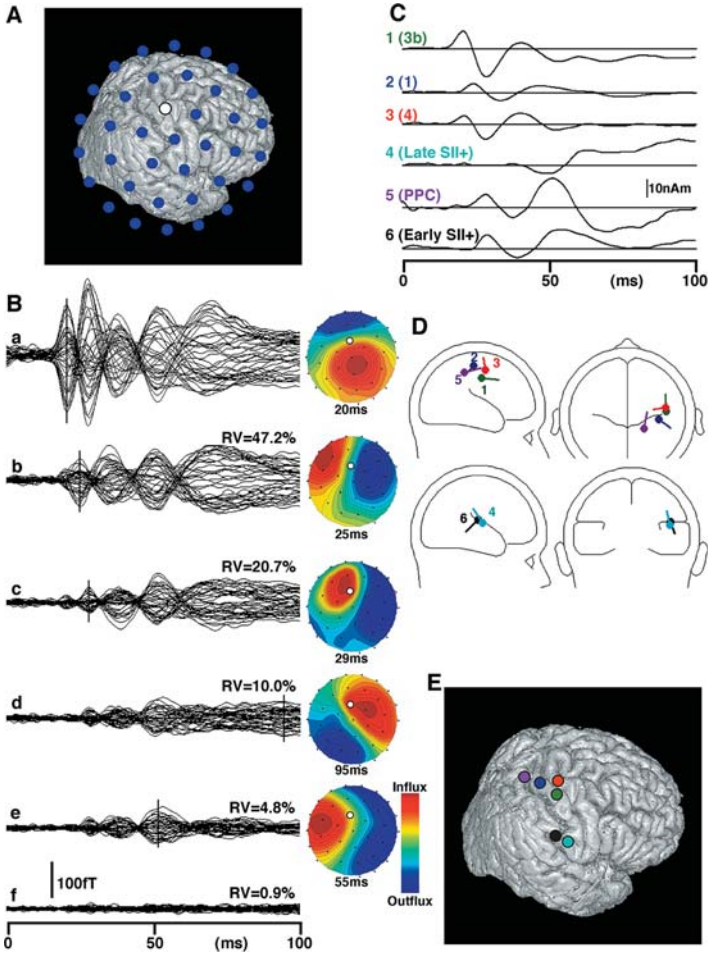 A
B
a
20ms
RV=47.2%
b
25ms
RV=20.7%
c
29ms
RV=10.0%
d
95ms
RV=4.8%
e
Influx
Outflux
55ms
100fT
RV=0.9%
f
0 50 (ms) 100
C
1 (3b)
2 (1)
3 (4)
4 (Late SII+)
5 (PPC)
6 (Early SII+)
10nAm
0 50 (ms) 100
D
2
3
5
1
6
4
E